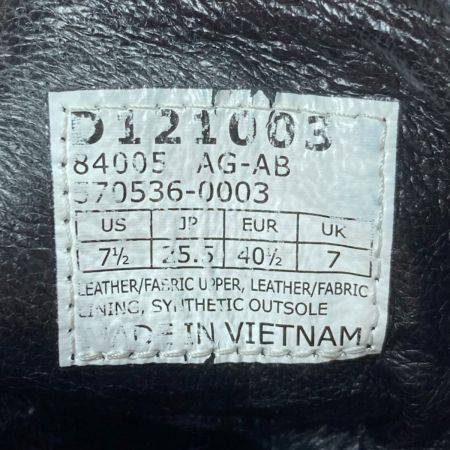 D121003
84005 AG-AB
570536-0003
US JP EUR UK
7½ 25.5 40½ 7
LEATHER/FABRIC UPPER, LEATHER/FABRIC
LINING, SYNTHETIC OUTSOLE
MADE IN VIETNAM